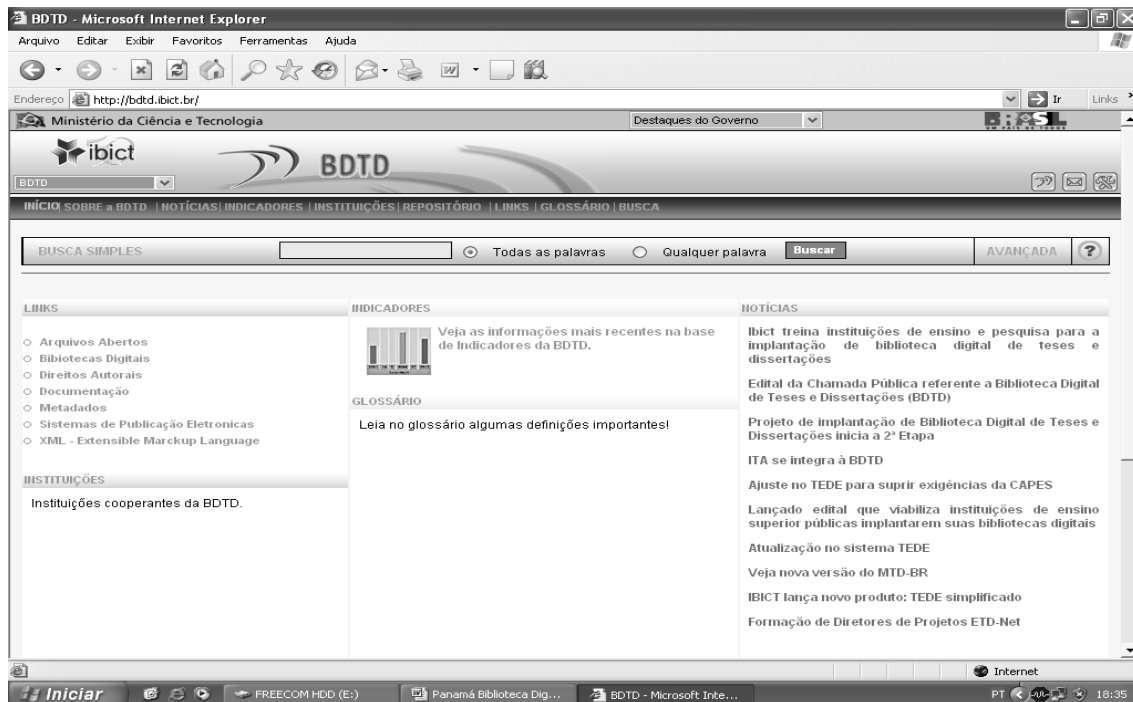 BDTD - Microsoft Internet Explorer
Arquivo Editar Exibir Favoritos Ferramentas Ajuda
Endereço http://bdtd.ibict.br/ Ir Links
Ministério da Ciência e Tecnologia Destaques do Governo BRASIL
UM PAÍS DE TODOS
ibict
BDTD
BDTD
INÍCIO| SOBRE a BDTD | NOTÍCIAS| INDICADORES | INSTITUIÇÕES| REPOSITÓRIO | LINKS | GLOSSÁRIO | BUSCA
BUSCA SIMPLES Todas as palavras Qualquer palavra Buscar AVANÇADA ?
LINKS
Arquivos Abertos
Bibiotecas Digitais
Direitos Autorais
Documentação
Metadados
Sistemas de Publicação Eletronicas
XML - Extensible Marckup Language
INSTITUIÇÕES
Instituições cooperantes da BDTD.
INDICADORES
Veja as informações mais recentes na base
de Indicadores da BDTD.
GLOSSÁRIO
Leia no glossário algumas definições importantes!
NOTÍCIAS
Ibict treina instituições de ensino e pesquisa para a
implantação de biblioteca digital de teses e
dissertações
Edital da Chamada Pública referente a Biblioteca Digital
de Teses e Dissertações (BDTD)
Projeto de implantação de Biblioteca Digital de Teses e
Dissertações inicia a 2ª Etapa
ITA se integra à BDTD
Ajuste no TEDE para suprir exigências da CAPES
Lançado edital que viabiliza instituições de ensino
superior públicas implantarem suas bibliotecas digitais
Atualização no sistema TEDE
Veja nova versão do MTD-BR
IBICT lança novo produto: TEDE simplificado
Formação de Diretores de Projetos ETD-Net
Internet
Iniciar FREECOM HDD (E:) Panamá Biblioteca Dig... BDTD - Microsoft Inte... PT 18:35